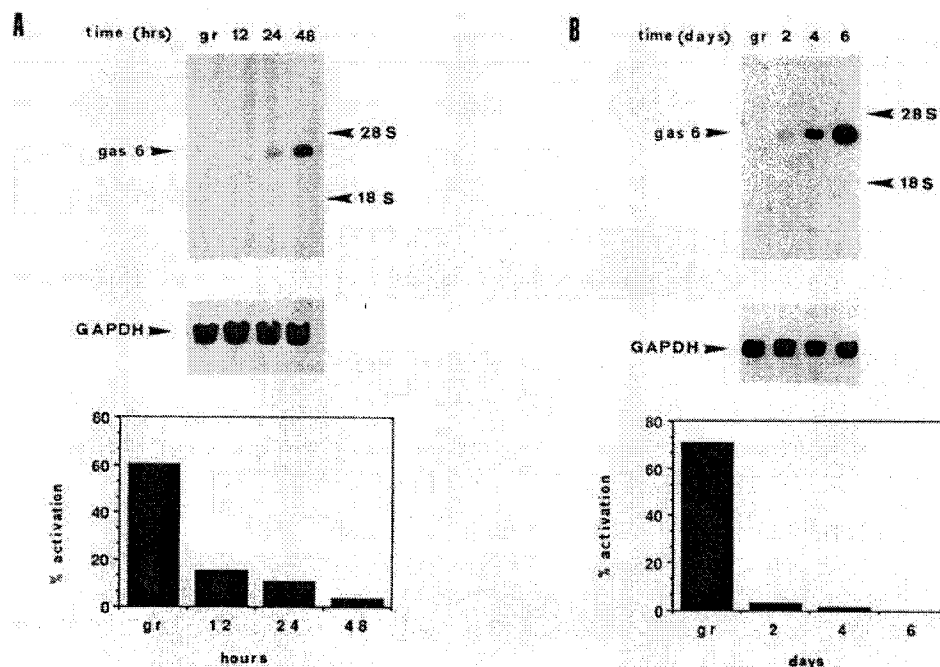 A
time (hrs) gr 12 24 48
28 S
gas 6
18 S
GAPDH
80
60
40
20
0
% activation
gr 12 24 48
hours
B
time (days) gr 2 4 6
28 S
gas 6
18 S
GAPDH
80
60
40
20
0
% activation
gr 2 4 6
days